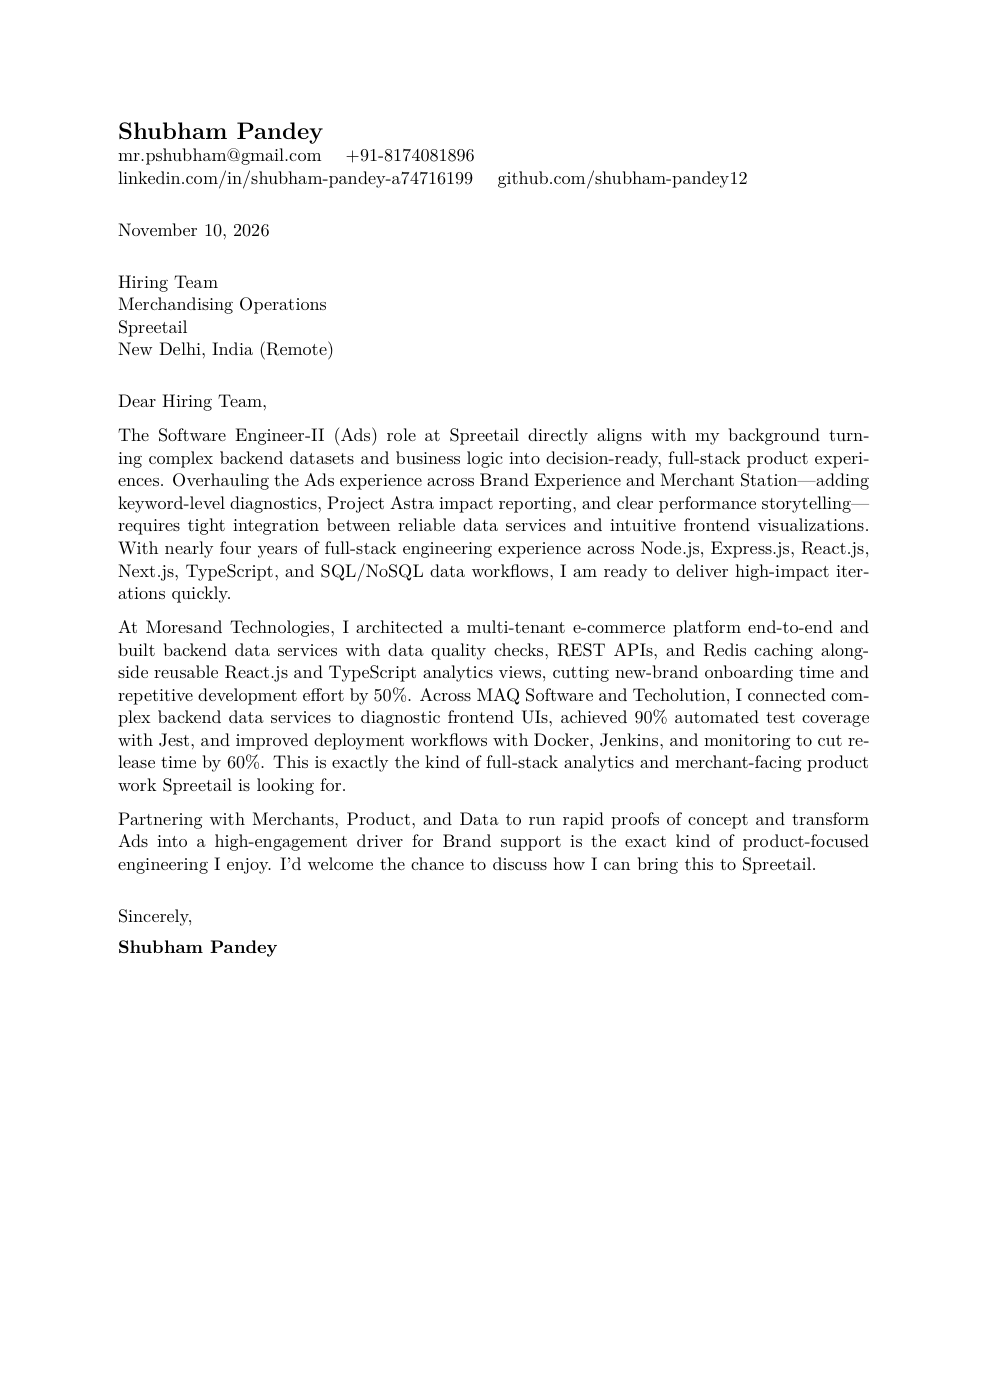 Shubham Pandey
mr.pshubham@gmail.com +91-8174081896
linkedin.com/in/shubham-pandey-a74716199 github.com/shubham-pandey12
November 10, 2026
Hiring Team
Merchandising Operations
Spreetail
New Delhi, India (Remote)
Dear Hiring Team,
The Software Engineer-II (Ads) role at Spreetail directly aligns with my background turn-
ing complex backend datasets and business logic into decision-ready, full-stack product experi-
ences. Overhauling the Ads experience across Brand Experience and Merchant Station—adding
keyword-level diagnostics, Project Astra impact reporting, and clear performance storytelling—
requires tight integration between reliable data services and intuitive frontend visualizations.
With nearly four years of full-stack engineering experience across Node.js, Express.js, React.js,
Next.js, TypeScript, and SQL/NoSQL data workflows, I am ready to deliver high-impact iter-
ations quickly.
At Moresand Technologies, I architected a multi-tenant e-commerce platform end-to-end and
built backend data services with data quality checks, REST APIs, and Redis caching along-
side reusable React.js and TypeScript analytics views, cutting new-brand onboarding time and
repetitive development effort by 50%. Across MAQ Software and Techolution, I connected com-
plex backend data services to diagnostic frontend UIs, achieved 90% automated test coverage
with Jest, and improved deployment workflows with Docker, Jenkins, and monitoring to cut re-
lease time by 60%. This is exactly the kind of full-stack analytics and merchant-facing product
work Spreetail is looking for.
Partnering with Merchants, Product, and Data to run rapid proofs of concept and transform
Ads into a high-engagement driver for Brand support is the exact kind of product-focused
engineering I enjoy. I'd welcome the chance to discuss how I can bring this to Spreetail.
Sincerely,
Shubham Pandey